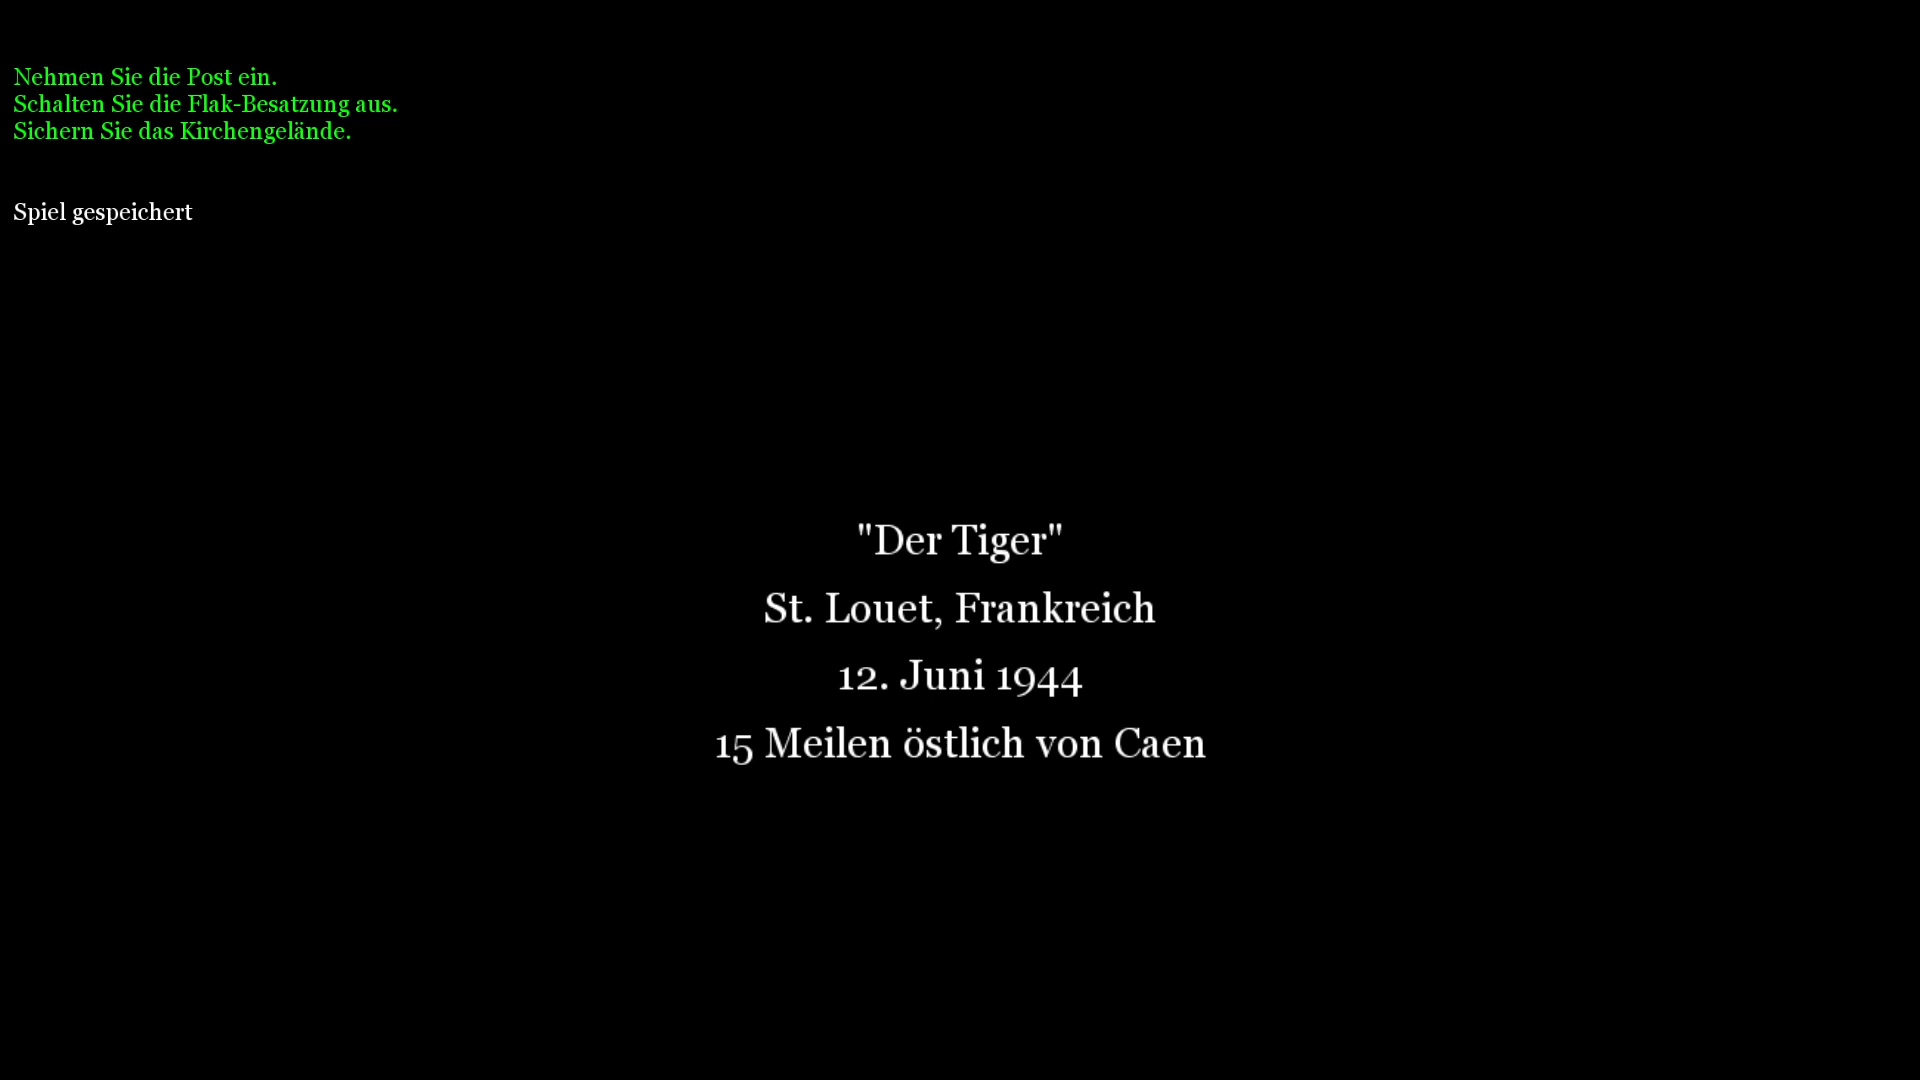 Nehmen Sie die Post ein.
Schalten Sie die Flak-Besatzung aus.
Sichern Sie das Kirchengelände.
Spiel gespeichert
"Der Tiger"
St. Louet, Frankreich
12. Juni 1944
15 Meilen östlich von Caen